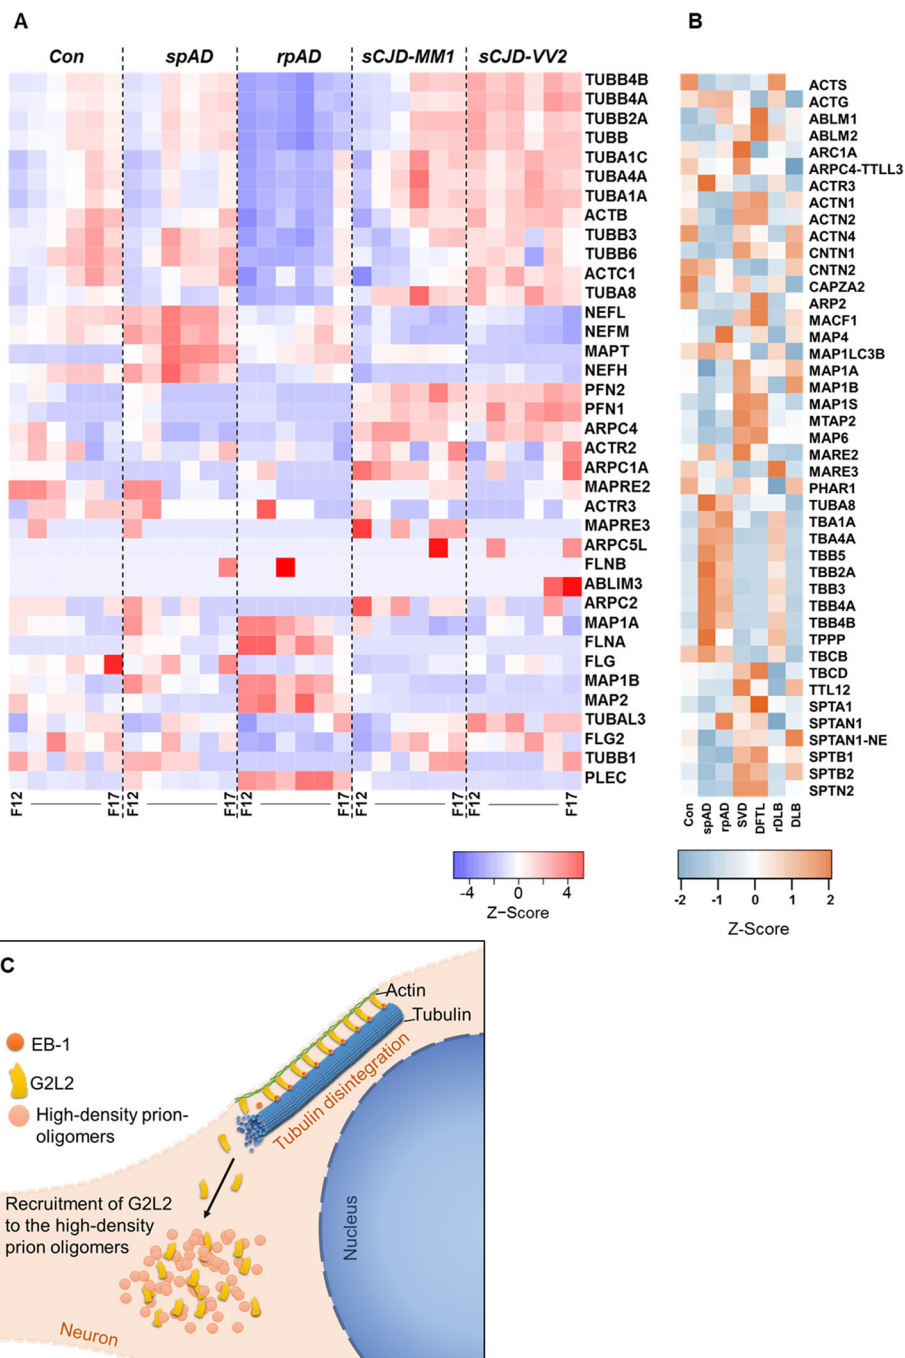 A
Con
spAD
rpAD
sCJD-MM1
sCJD-VV2
TUBB4B
TUBB4A
TUBB2A
TUBB
TUBA1C
TUBA4A
TUBA1A
ACTB
TUBB3
TUBB6
ACTC1
TUBA8
NEFL
NEFM
MAPT
NEFH
PFN2
PFN1
ARPC4
ACTR2
ARPC1A
MAPRE2
ACTR3
MAPRE3
ARPC5L
FLNB
ABLIM3
ARPC2
MAP1A
FLNA
FLG
MAP1B
MAP2
TUBAL3
FLG2
TUBB1
PLEC
F12
F17
F12
F17
F12
F17
F12
F17
F12
F17
-4
0
4
Z-Score
B
ACTS
ACTG
ABLM1
ABLM2
ARC1A
ARPC4-TTLL3
ACTR3
ACTN1
ACTN2
ACTN4
CNTN1
CNTN2
CAPZA2
ARP2
MACF1
MAP4
MAP1LC3B
MAP1A
MAP1B
MAP1S
MTAP2
MAP6
MARE2
MARE3
PHAR1
TUBA8
TBA1A
TBA4A
TBB5
TBB2A
TBB3
TBB4A
TBB4B
TPPP
TBCB
TBCD
TTL12
SPTA1
SPTAN1
SPTAN1-NE
SPTB1
SPTB2
SPTN2
Con
spAD
rpAD
SVD
DFTL
rDLB
DLB
-2
-1
0
1
2
Z-Score
C
Actin
Tubulin
Tubulin disintegration
EB-1
G2L2
High-density prion-
oligomers
Recruitment of G2L2
to the high-density
prion oligomers
Nucleus
Neuron